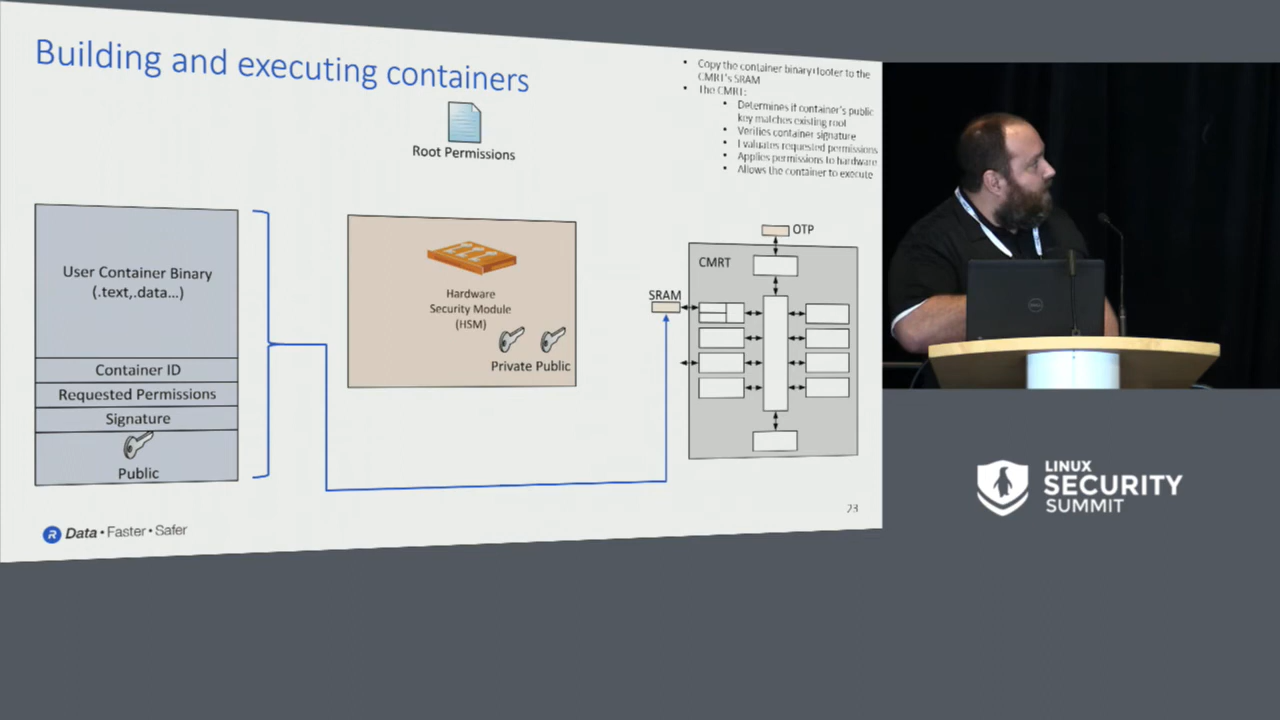 Building and executing containers
Root Permissions
• Copy the container binary+footer to the
CMRT's SRAM
• The CMRT:
• Determines if container's public
key matches existing root
• Verifies container signature
• Evaluates requested permissions
• Applies permissions to hardware
• Allows the container to execute
User Container Binary
(.text,.data...)
Container ID
Requested Permissions
Signature
Public
Hardware
Security Module
(HSM)
Private Public
OTP
CMRT
SRAM
23
R Data • Faster • Safer
DELL
LINUX
SECURITY
SUMMIT